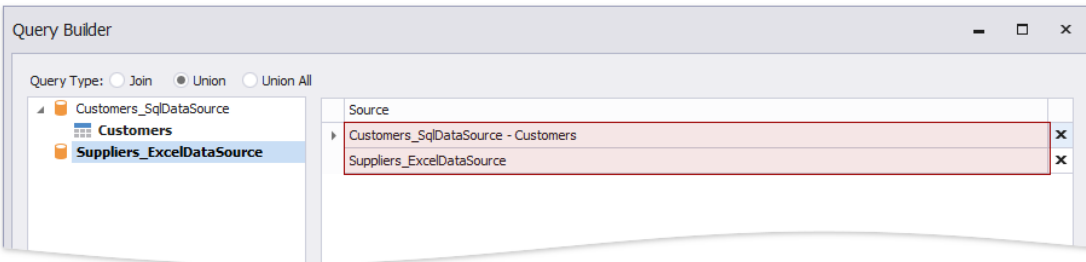 Query Builder
Query Type: Join Union Union All
Customers_SqlDataSource
Customers
Suppliers_ExcelDataSource
Source
Customers_SqlDataSource - Customers
Suppliers_ExcelDataSource